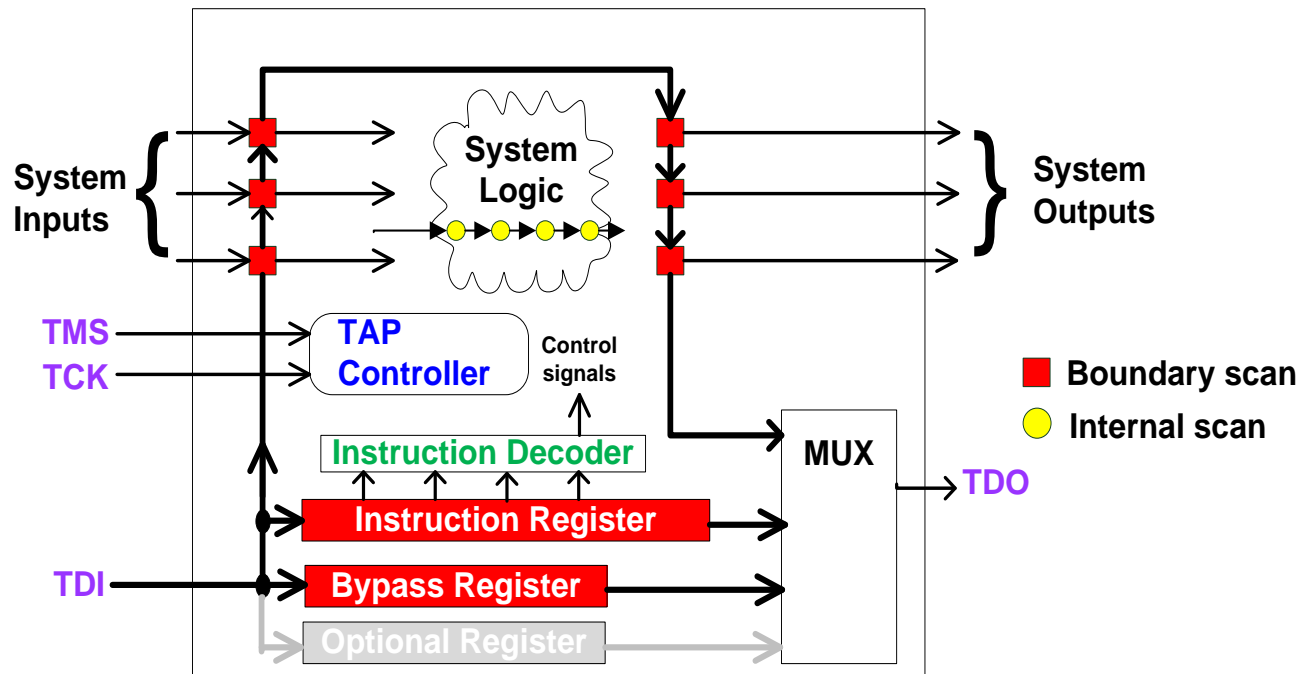 System
Inputs
System
Logic
System
Outputs
TMS
TCK
TAP
Controller
Control
signals
Boundary scan
Internal scan
Instruction Decoder
MUX
TDO
Instruction Register
TDI
Bypass Register
Optional Register